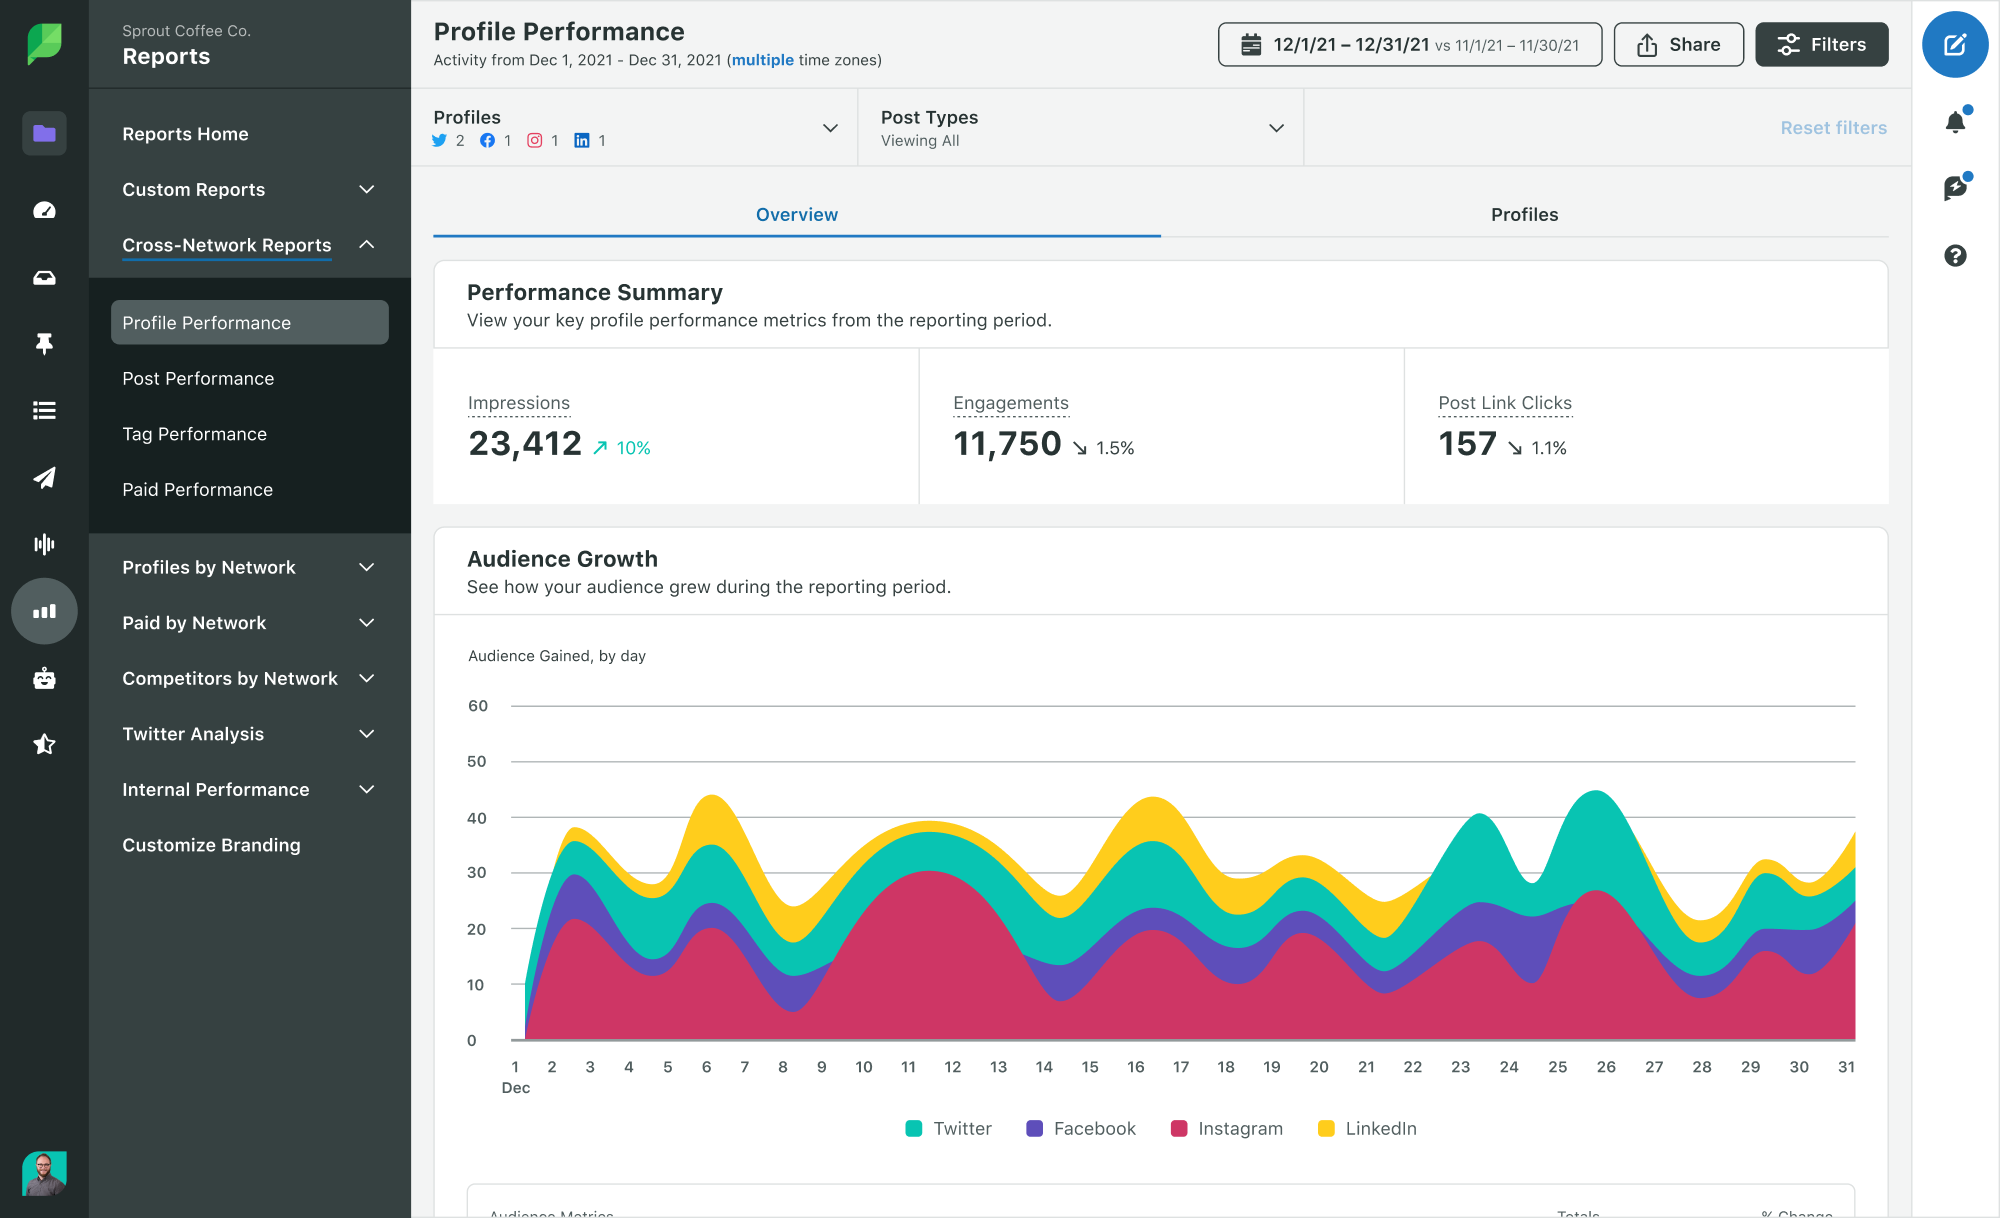 Sprout Coffee Co.
Reports
Reports Home
Custom Reports
Cross-Network Reports
Profile Performance
Post Performance
Tag Performance
Paid Performance
Profiles by Network
Paid by Network
Competitors by Network
Twitter Analysis
Internal Performance
Customize Branding
Profile Performance
Activity from Dec 1, 2021 - Dec 31, 2021 (multiple time zones)
12/1/21 – 12/31/21 vs 11/1/21 – 11/30/21
Share
Filters
Profiles
2 1 1 1
Post Types
Viewing All
Reset filters
Overview
Profiles
Performance Summary
View your key profile performance metrics from the reporting period.
Impressions
23,412 10%
Engagements
11,750 1.5%
Post Link Clicks
157 1.1%
Audience Growth
See how your audience grew during the reporting period.
Audience Gained, by day
60
50
40
30
20
10
0
1 2 3 4 5 6 7 8 9 10 11 12 13 14 15 16 17 18 19 20 21 22 23 24 25 26 27 28 29 30 31
Dec
Twitter Facebook Instagram LinkedIn
Audience Metrics Totals % Change